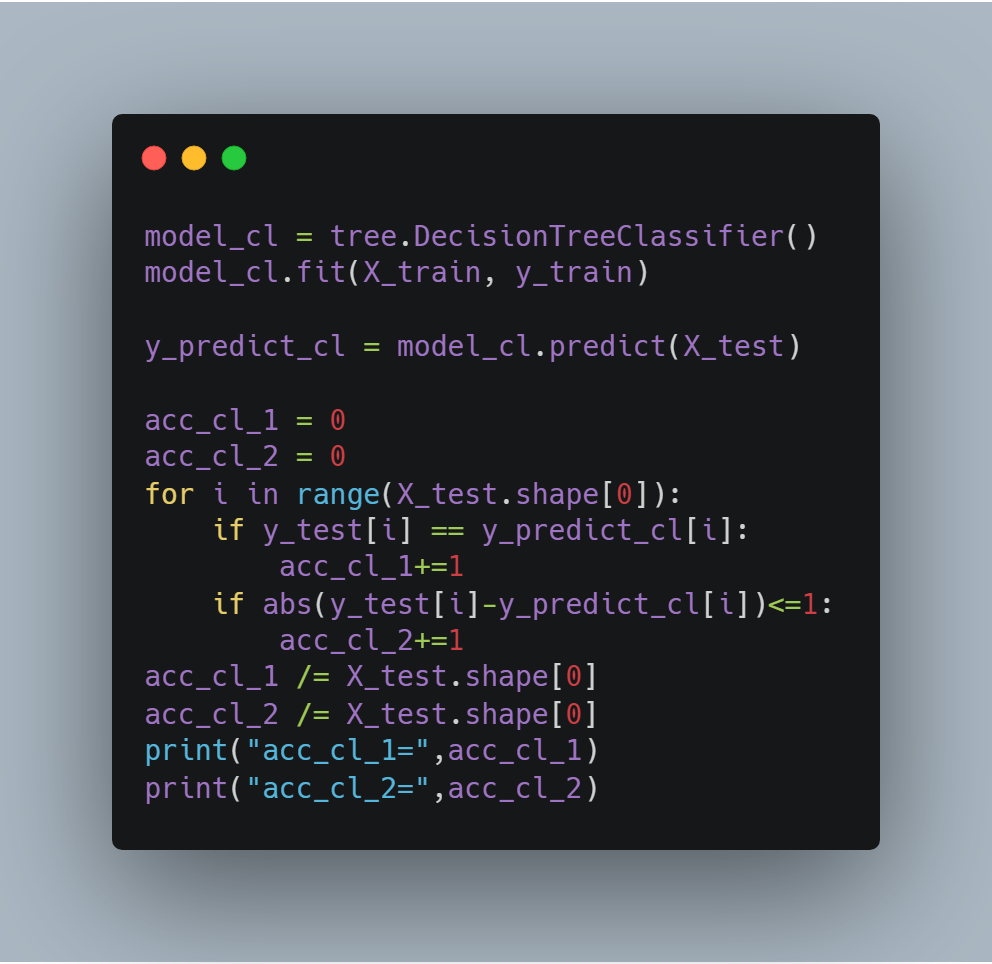 model_cl = tree.DecisionTreeClassifier()
model_cl.fit(X_train, y_train)

y_predict_cl = model_cl.predict(X_test)

acc_cl_1 = 0
acc_cl_2 = 0
for i in range(X_test.shape[0]):
    if y_test[i] == y_predict_cl[i]:
        acc_cl_1+=1
    if abs(y_test[i]-y_predict_cl[i])<=1:
        acc_cl_2+=1
acc_cl_1 /= X_test.shape[0]
acc_cl_2 /= X_test.shape[0]
print("acc_cl_1=",acc_cl_1)
print("acc_cl_2=",acc_cl_2)